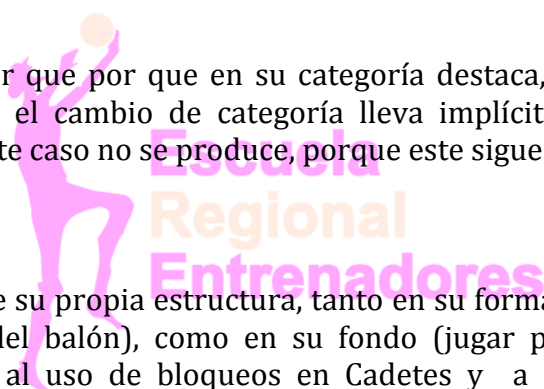 r que por que en su categoría destaca,
el cambio de categoría lleva implícit
te caso no se produce, porque este sigue
Escuela
Regional
Entrenadores
e su propia estructura, tanto en su forma
del balón), como en su fondo (jugar p
al uso de bloqueos en Cadetes y a